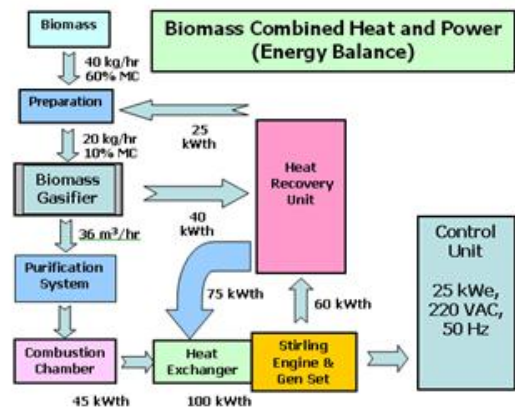 Biomass Combined Heat and Power
(Energy Balance)
Biomass
40 kg/hr
60% MC
Preparation
25
kWth
20 kg/hr
10% MC
Biomass
Gasifier
40
kWth
Heat
Recovery
Unit
36 m³/hr
Purification
System
75 kWth
60 kWth
Control
Unit
25 kWe,
220 VAC,
50 Hz
Combustion
Chamber
Heat
Exchanger
Stirling
Engine &
Gen Set
45 kWth
100 kWth